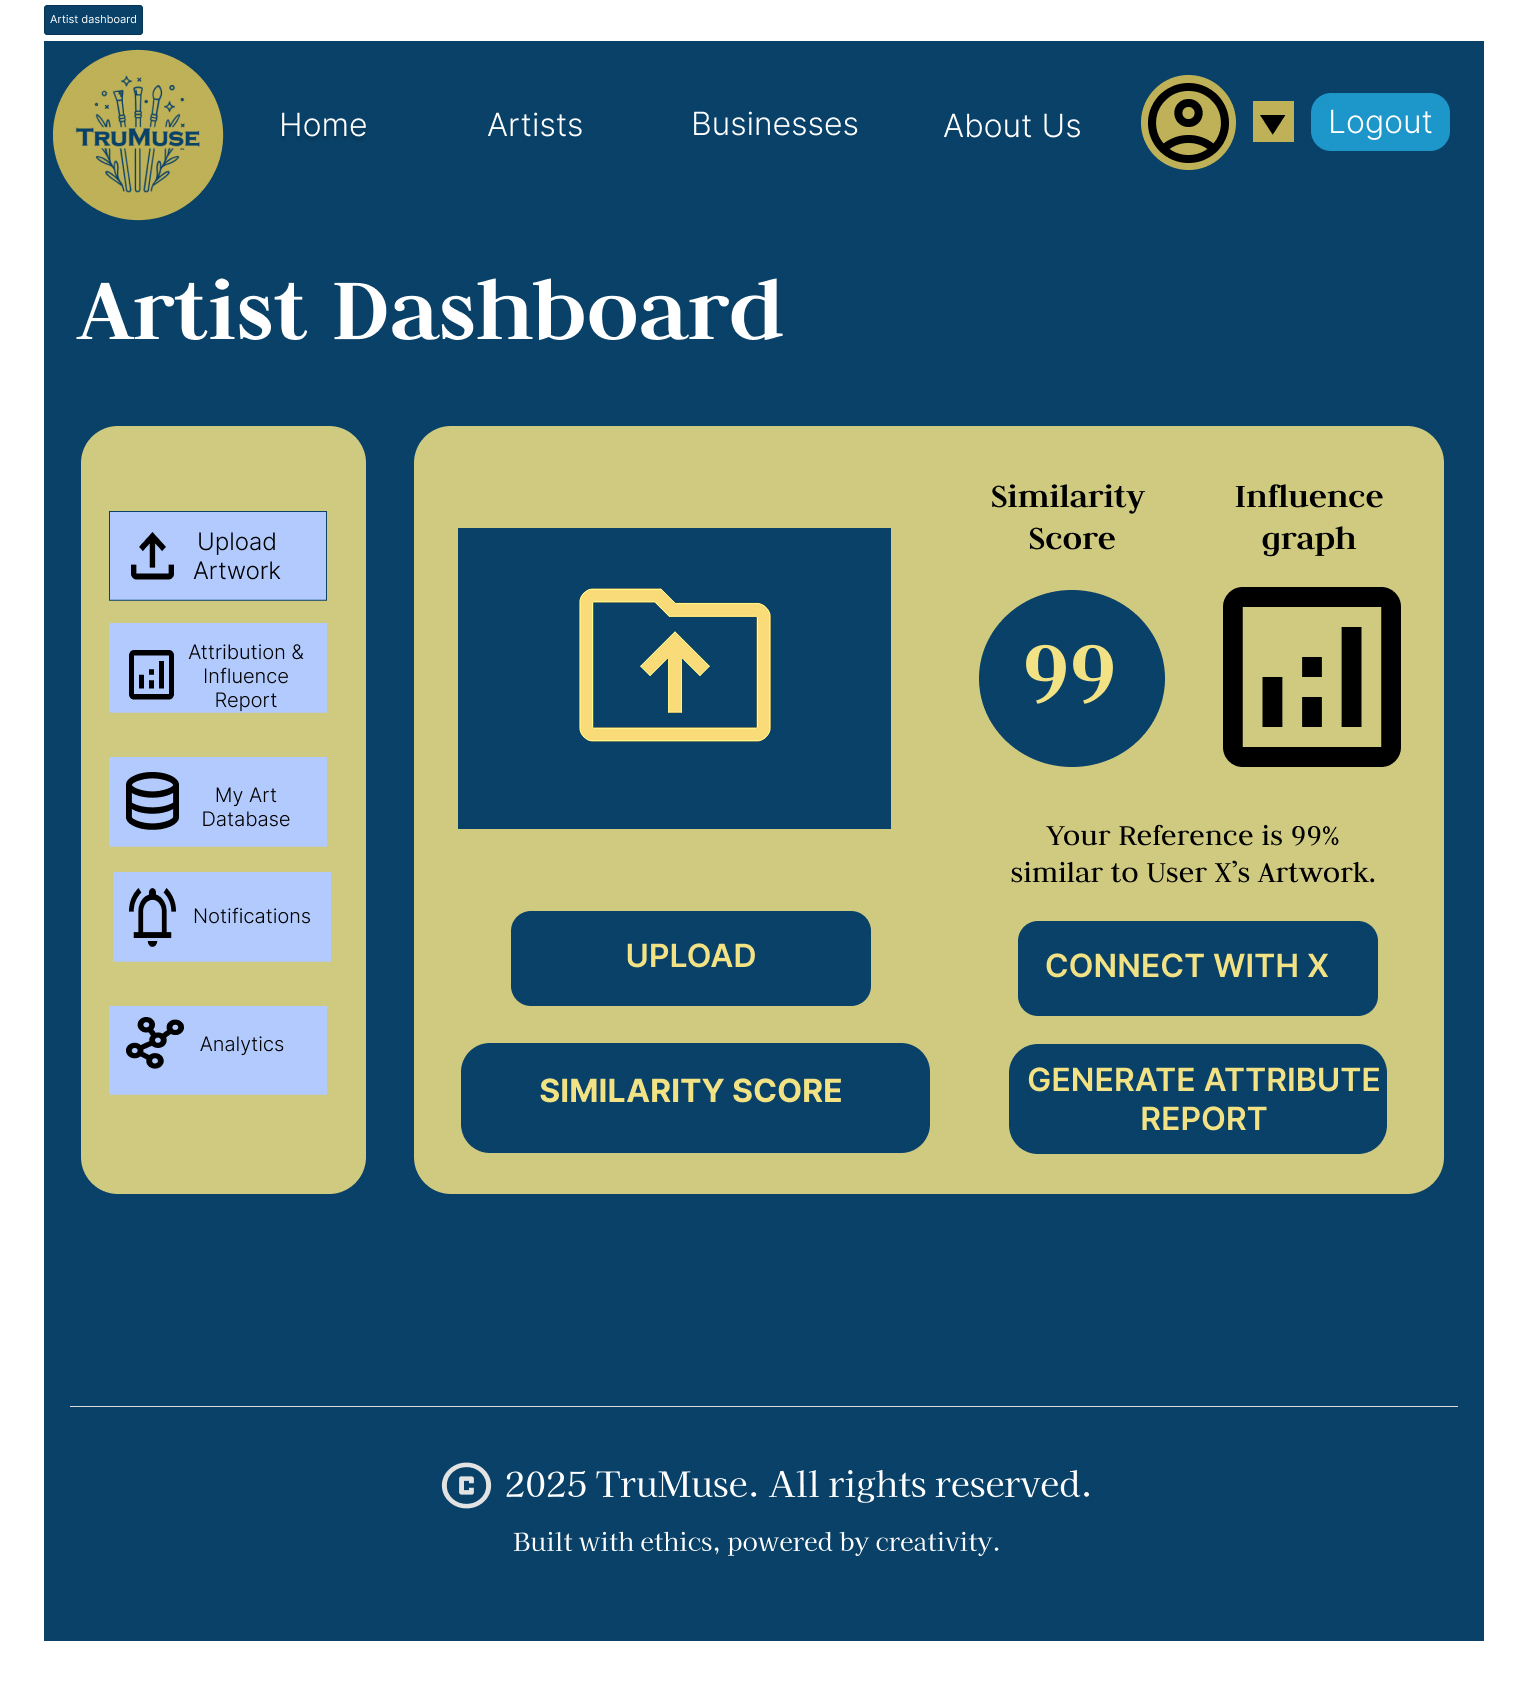 Artist dashboard
TRUMUSE
Home
Artists
Businesses
About Us
Logout
Artist Dashboard
Upload
Artwork
Attribution &
Influence
Report
My Art
Database
Notifications
Analytics
Similarity
Score
Influence
graph
99
Your Reference is 99%
similar to User X’s Artwork.
UPLOAD
CONNECT WITH X
SIMILARITY SCORE
GENERATE ATTRIBUTE
REPORT
© 2025 TruMuse. All rights reserved.
Built with ethics, powered by creativity.